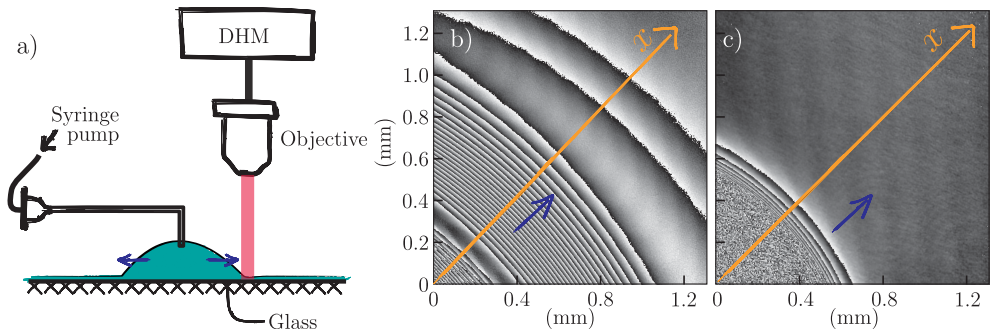 a)
DHM
Syringe
pump
Objective
Glass
b)
x
1.2
1.0
0.8
0.6
0.4
0.2
0
(mm)
0
0.4
0.8
1.2
(mm)
c)
x
0
0.4
0.8
1.2
(mm)